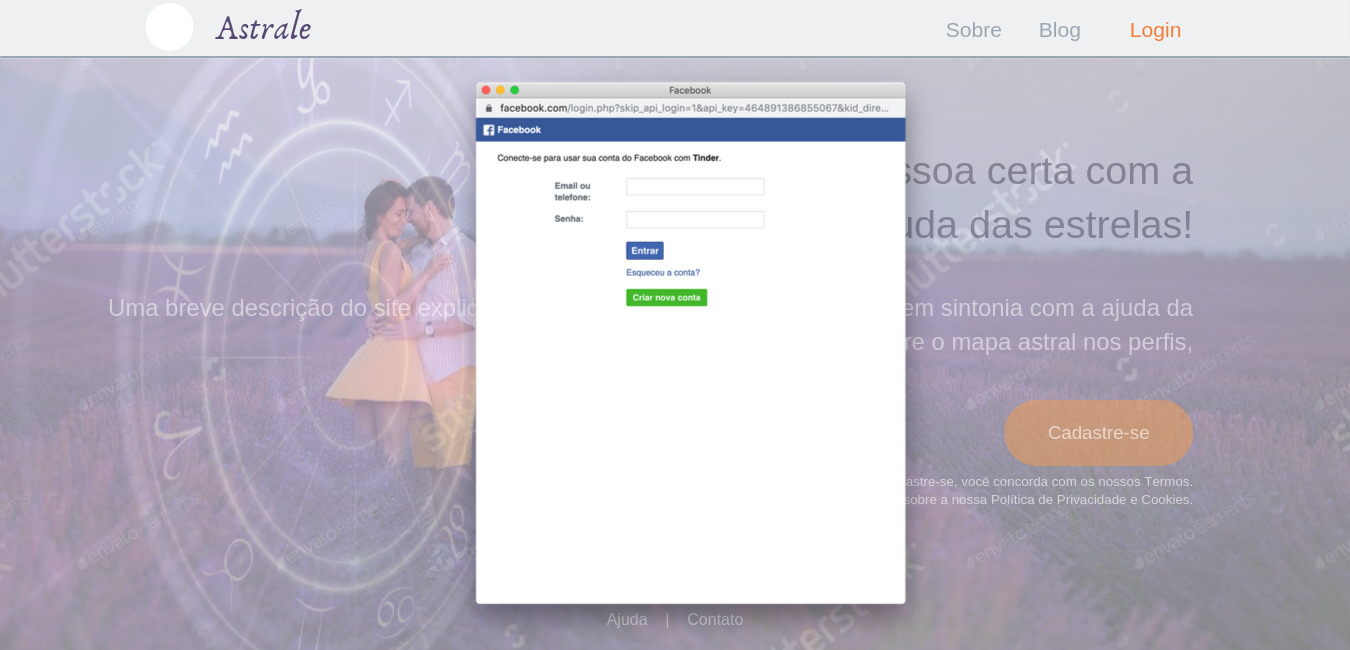 Astrale
Sobre Blog Login
Facebook
facebook.com/login.php?skip_api_login=1&api_key=464891386855067&kid_dire...
Facebook
Conecte-se para usar sua conta do Facebook com Tinder.
Email ou
telefone:
Senha:
Entrar
Esqueceu a conta?
Criar nova conta
ssoa certa com a
uda das estrelas!
Uma breve descrição do site explic em sintonia com a ajuda da
re o mapa astral nos perfis,
Cadastre-se
astre-se, você concorda com os nossos Termos.
sobre a nossa Política de Privacidade e Cookies.
Ajuda | Contato
shutterstock
envatoelements